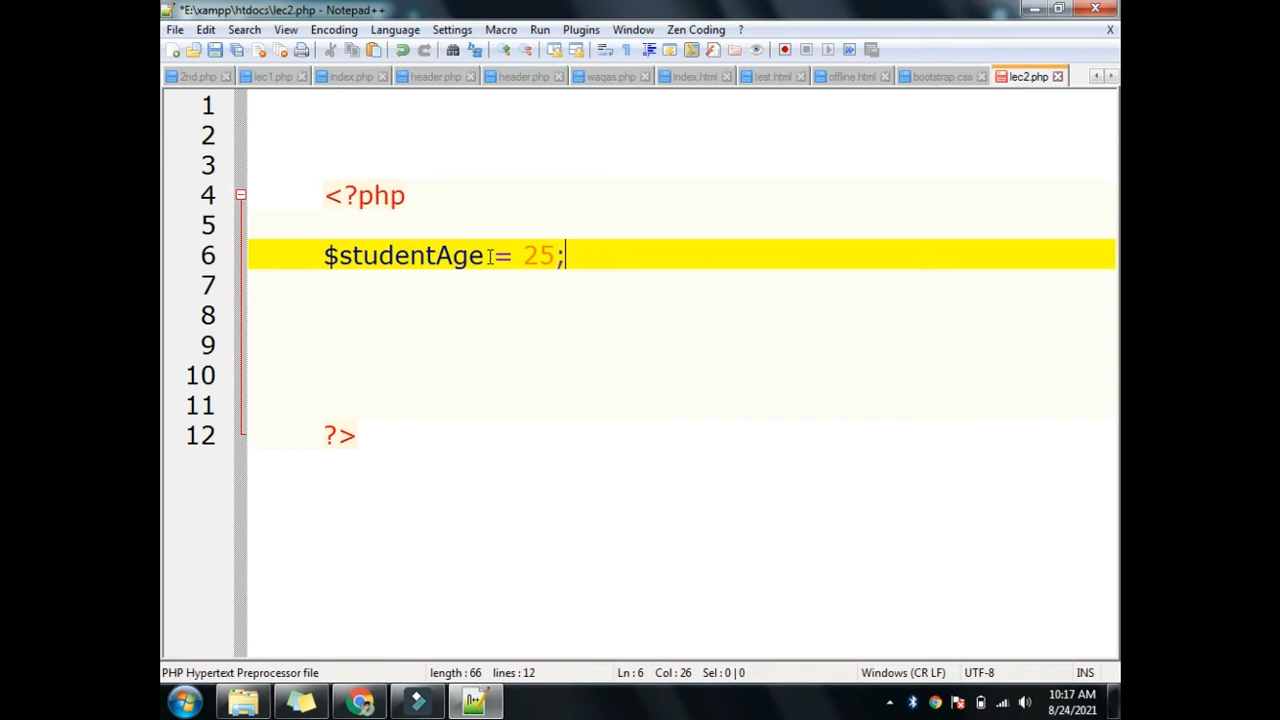 *E:\xampp\htdocs\lec2.php - Notepad++
File Edit Search View Encoding Language Settings Macro Run Plugins Window Zen Coding ? X
2nd.php lec1.php index.php header.php header.php waqas.php index.html test.html offline.html bootstrap.css lec2.php
1
2
3
4 <?php
5
6 $studentAge = 25;
7
8
9
10
11
12 ?>
PHP Hypertext Preprocessor file length : 66 lines : 12 Ln : 6 Col : 26 Sel : 0 | 0 Windows (CR LF) UTF-8 INS
10:17 AM
8/24/2021